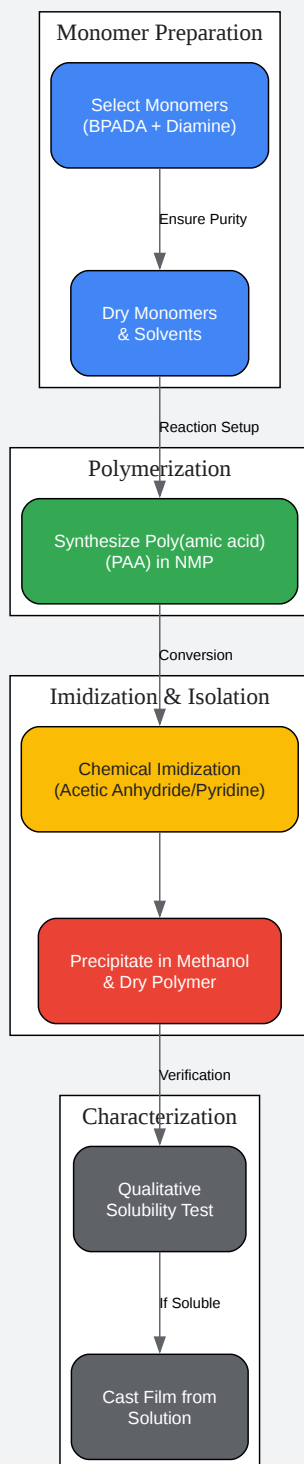 Monomer Preparation
Select Monomers
(BPADA + Diamine)
Ensure Purity
Dry Monomers
& Solvents
Reaction Setup
Polymerization
Synthesize Poly(amic acid)
(PAA) in NMP
Conversion
Imidization & Isolation
Chemical Imidization
(Acetic Anhydride/Pyridine)
Precipitate in Methanol
& Dry Polymer
Verification
Characterization
Qualitative
Solubility Test
If Soluble
Cast Film from
Solution